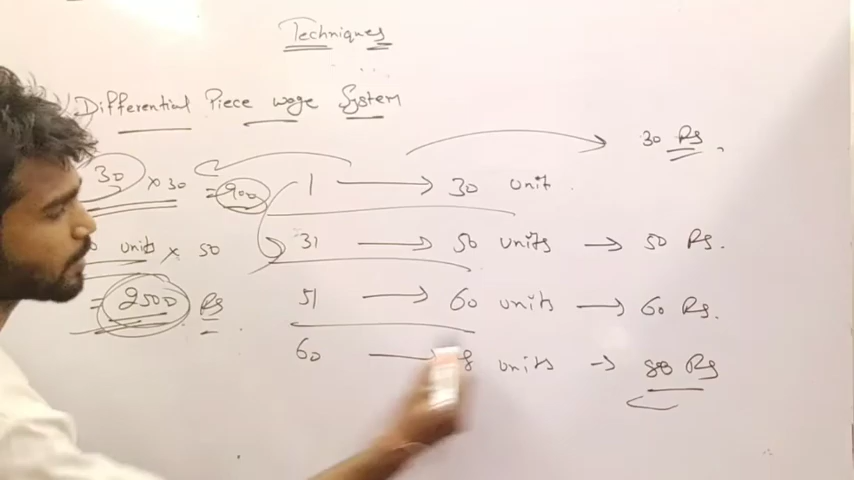 Techniques
Differential Piece wage System
30 Rs.
30 × 30 = 900 1 → 30 unit
units × 50 31 → 50 units → 50 Rs.
= 2500 Rs. 51 → 60 units → 60 Rs.
60 → units → 80 Rs